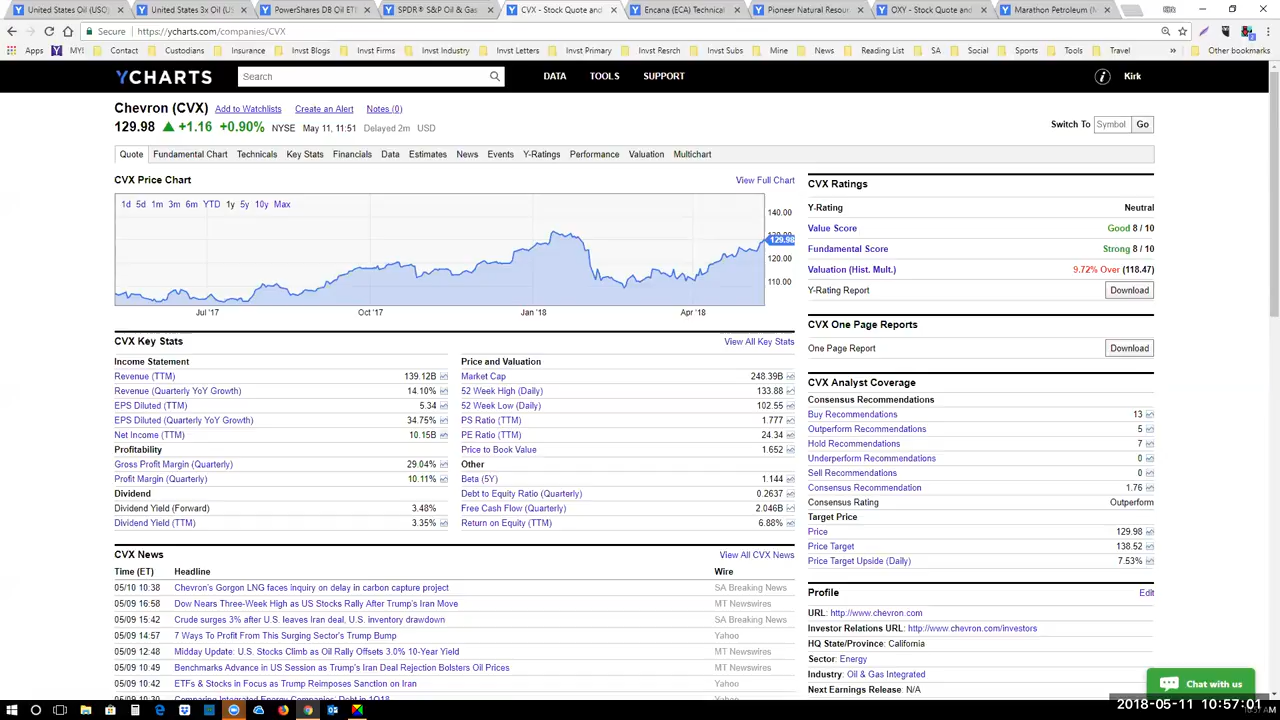 United States Oil (USO)
United States 3x Oil (US
PowerShares DB Oil ETF
SPDR® S&P Oil & Gas
CVX - Stock Quote and
Encana (ECA) Technical
Pioneer Natural Resour
OXY - Stock Quote and
Marathon Petroleum (M
Secure
https://ycharts.com/companies/CVX
Apps MY! Contact Custodians Insurance Invst Blogs Invst Firms Invst Industry Invst Letters Invst Primary Invst Resrch Invst Subs Mine News Reading List SA Social Sports Tools Travel Other bookmarks
YCHARTS Search DATA TOOLS SUPPORT Kirk
Chevron (CVX) Add to Watchlists Create an Alert Notes (0)
129.98 +1.16 +0.90% NYSE May 11, 11:51 Delayed 2m USD
Switch To Symbol Go
Quote Fundamental Chart Technicals Key Stats Financials Data Estimates News Events Y-Ratings Performance Valuation Multichart
CVX Price Chart View Full Chart
1d 5d 1m 3m 6m YTD 1y 5y 10y Max
140.00
129.98
120.00
110.00
Jul '17 Oct '17 Jan '18 Apr '18
CVX Key Stats View All Key Stats
Income Statement
Revenue (TTM) 139.12B
Revenue (Quarterly YoY Growth) 14.10%
EPS Diluted (TTM) 5.34
EPS Diluted (Quarterly YoY Growth) 34.75%
Net Income (TTM) 10.15B
Profitability
Gross Profit Margin (Quarterly) 29.04%
Profit Margin (Quarterly) 10.11%
Dividend
Dividend Yield (Forward) 3.48%
Dividend Yield (TTM) 3.35%
Price and Valuation
Market Cap 248.39B
52 Week High (Daily) 133.88
52 Week Low (Daily) 102.55
PS Ratio (TTM) 1.777
PE Ratio (TTM) 24.34
Price to Book Value 1.652
Other
Beta (5Y) 1.144
Debt to Equity Ratio (Quarterly) 0.2637
Free Cash Flow (Quarterly) 2.046B
Return on Equity (TTM) 6.88%
CVX News View All CVX News
Time (ET) Headline Wire
05/10 10:38 Chevron's Gorgon LNG faces inquiry on delay in carbon capture project SA Breaking News
05/09 16:58 Dow Nears Three-Week High as US Stocks Rally After Trump's Iran Move MT Newswires
05/09 15:42 Crude surges 3% after U.S. leaves Iran deal, U.S. inventory drawdown SA Breaking News
05/09 14:57 7 Ways To Profit From This Surging Sector's Trump Bump Yahoo
05/09 12:48 Midday Update: U.S. Stocks Climb as Oil Rally Offsets 3.0% 10-Year Yield MT Newswires
05/09 10:49 Benchmarks Advance in US Session as Trump's Iran Deal Rejection Bolsters Oil Prices MT Newswires
05/09 10:42 ETFs & Stocks in Focus as Trump Reimposes Sanction on Iran Yahoo
05/09 10:30 Comparing Integrated Energy Companies' Debt in 1Q18
CVX Ratings
Y-Rating Neutral
Value Score Good 8 / 10
Fundamental Score Strong 8 / 10
Valuation (Hist. Mult.) 9.72% Over (118.47)
Y-Rating Report Download
CVX One Page Reports
One Page Report Download
CVX Analyst Coverage
Consensus Recommendations
Buy Recommendations 13
Outperform Recommendations 5
Hold Recommendations 7
Underperform Recommendations 0
Sell Recommendations 0
Consensus Recommendation 1.76
Consensus Rating Outperform
Target Price
Price 129.98
Price Target 138.52
Price Target Upside (Daily) 7.53%
Profile Edit
URL: http://www.chevron.com
Investor Relations URL: http://www.chevron.com/investors
HQ State/Province: California
Sector: Energy
Industry: Oil & Gas Integrated
Next Earnings Release: N/A
Chat with us
2018-05-11 10:57:01